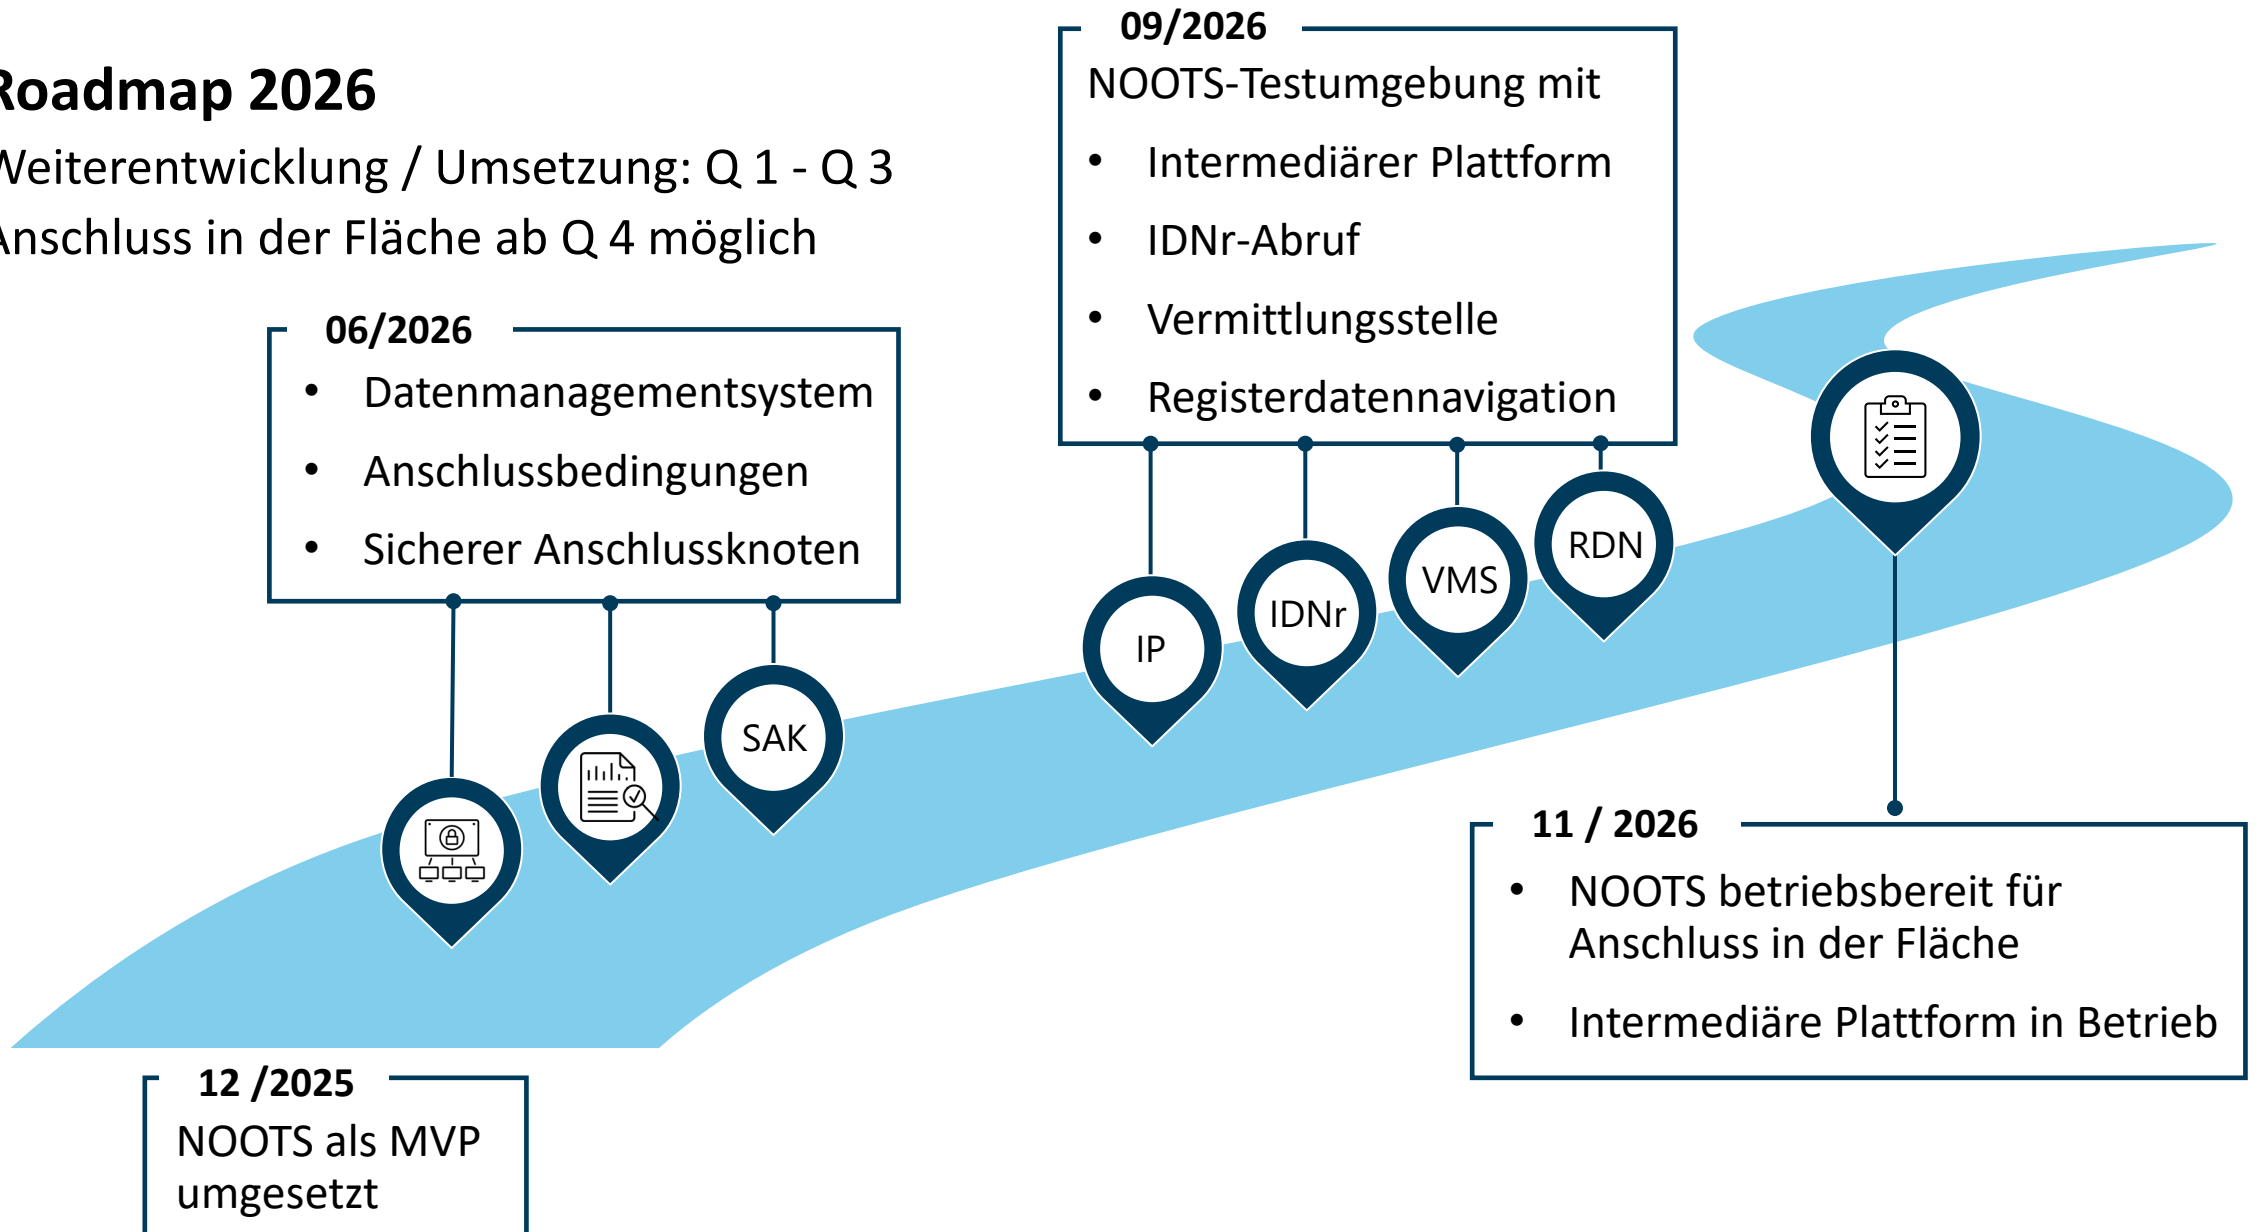 Roadmap 2026
Weiterentwicklung / Umsetzung: Q 1 - Q 3
Anschluss in der Fläche ab Q 4 möglich
06/2026
• Datenmanagementsystem
• Anschlussbedingungen
• Sicherer Anschlussknoten
09/2026
NOOTS-Testumgebung mit
• Intermediärer Plattform
• IDNr-Abruf
• Vermittlungsstelle
• Registerdatennavigation
SAK
IP
IDNr
VMS
RDN
11 / 2026
• NOOTS betriebsbereit für
Anschluss in der Fläche
• Intermediäre Plattform in Betrieb
12 /2025
NOOTS als MVP
umgesetzt